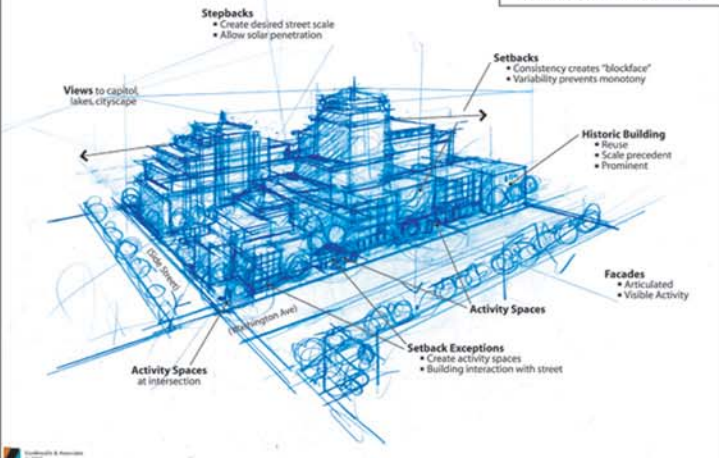 Stepbacks
▪ Create desired street scale
▪ Allow solar penetration
Setbacks
▪ Consistency creates "blockface"
▪ Variability prevents monotony
Views to capitol,
lakes, cityscape
Historic Building
▪ Reuse
▪ Scale precedent
▪ Prominent
(Side Street)
(Washington Ave)
Facades
▪ Articulated
▪ Visible Activity
Activity Spaces
Setback Exceptions
▪ Create activity spaces
▪ Building interaction with street
Activity Spaces
at intersection
& Associates